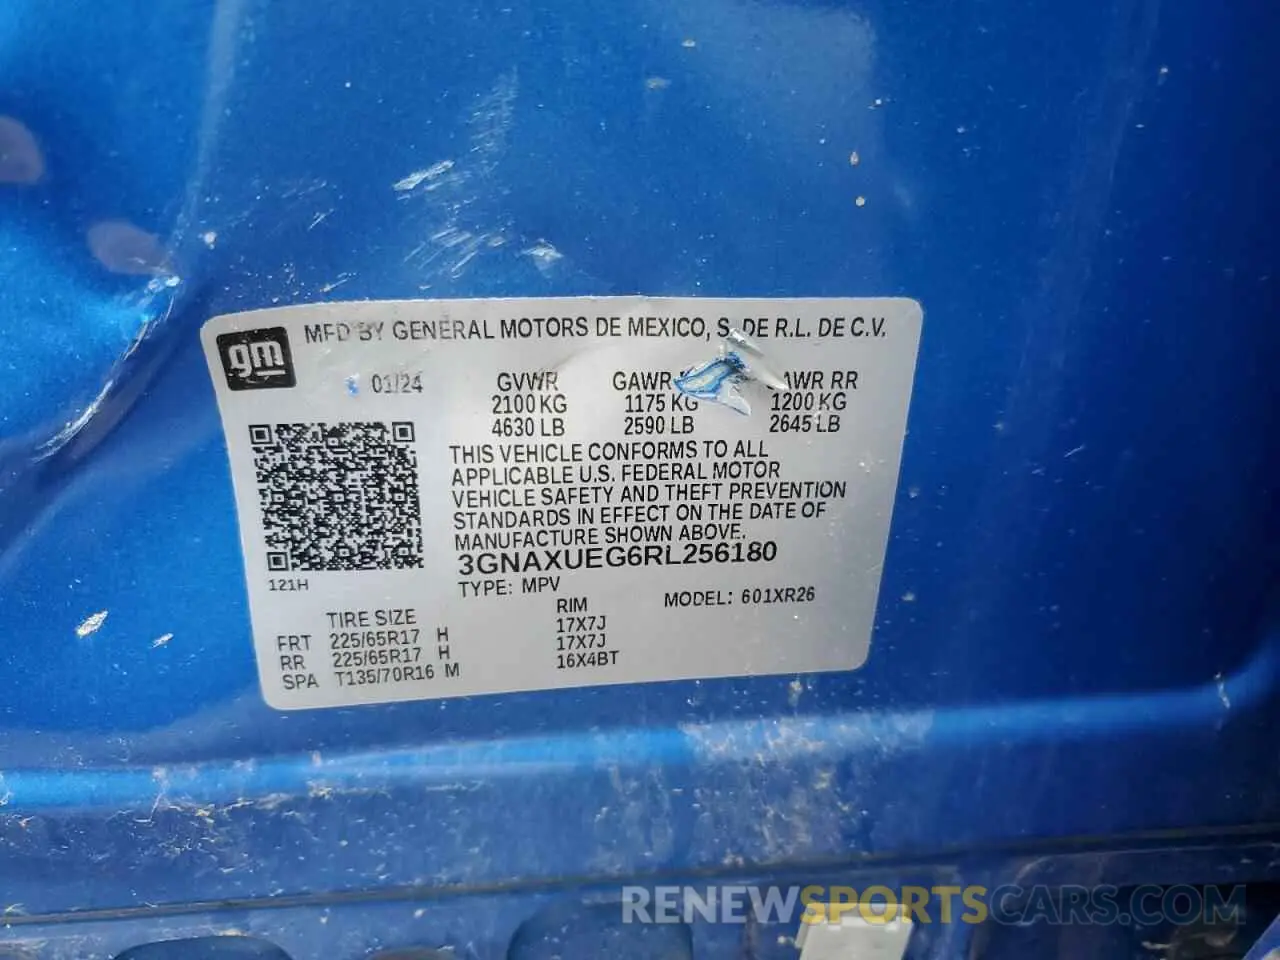 MFD BY GENERAL MOTORS DE MEXICO, S. DE R.L. DE C.V.
gm
01/24
GVWR GAWR GAWR RR
2100 KG 1175 KG 1200 KG
4630 LB 2590 LB 2645 LB
THIS VEHICLE CONFORMS TO ALL
APPLICABLE U.S. FEDERAL MOTOR
VEHICLE SAFETY AND THEFT PREVENTION
STANDARDS IN EFFECT ON THE DATE OF
MANUFACTURE SHOWN ABOVE.
3GNAXUEG6RL256180
121H
TYPE: MPV MODEL: 601XR26
TIRE SIZE RIM
FRT 225/65R17 H 17X7J
RR 225/65R17 H 17X7J
SPA T135/70R16 M 16X4BT
RENEWSPORTSCARS.COM